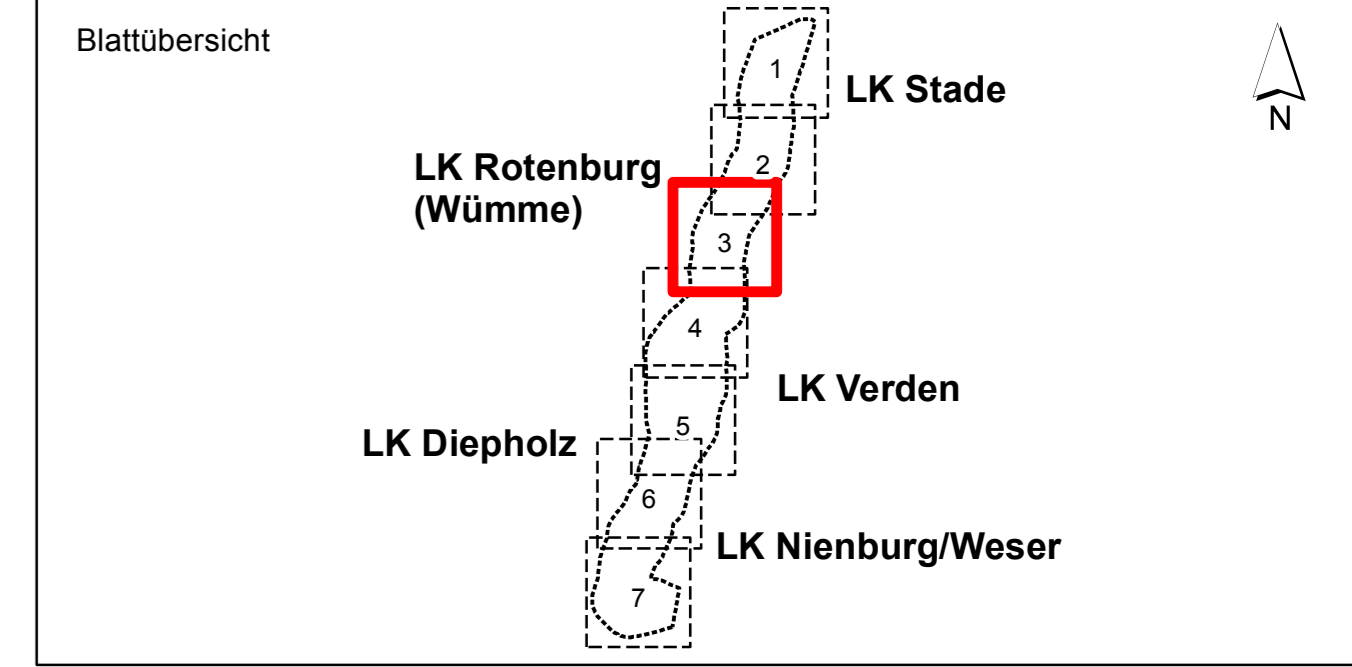 Blattübersicht
1
LK Stade
N
2
LK Rotenburg
(Wümme)
3
4
LK Verden
5
LK Diepholz
6
LK Nienburg/Weser
7